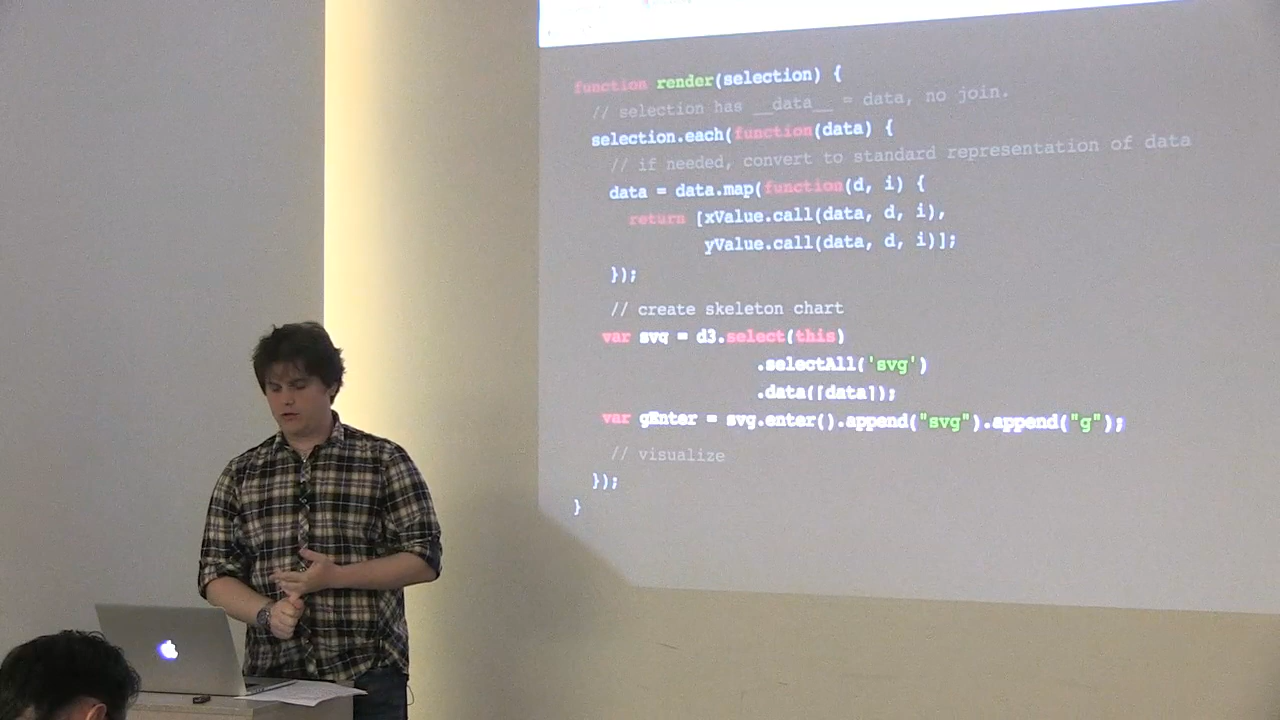 function render(selection) {
// selection has __data__ = data, no join.
selection.each(function(data) {
// if needed, convert to standard representation of data
data = data.map(function(d, i) {
return [xValue.call(data, d, i),
yValue.call(data, d, i)];
});
// create skeleton chart
var svg = d3.select(this)
.selectAll('svg')
.data([data]);
var gEnter = svg.enter().append("svg").append("g");
// visualize
});
}